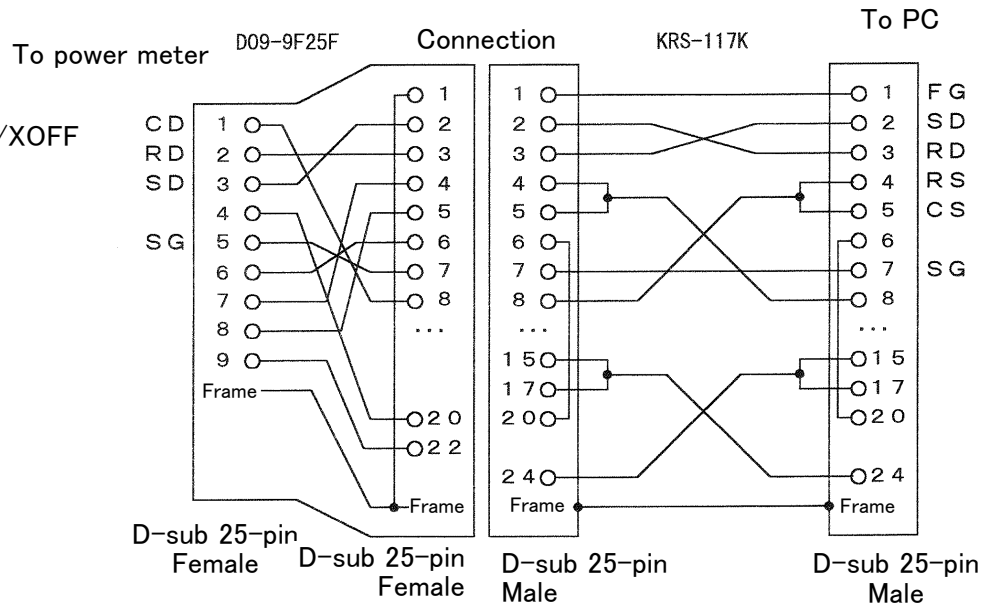 To PC
To power meter D09-9F25F Connection KRS-117K
/XOFF
1 1 1 FG
CD 1 2 2 2 SD
RD 2 3 3 3 RD
SD 3 4 4 4 RS
4 5 5 5 CS
SG 5 6 6 6
6 7 7 7 SG
7 8 8 8
8 ... ... ...
9 15 15
Frame 17 17
20 20 20
22
24 24
Frame Frame Frame
D-sub 25-pin
Female
D-sub 25-pin
Female
D-sub 25-pin
Male
D-sub 25-pin
Male